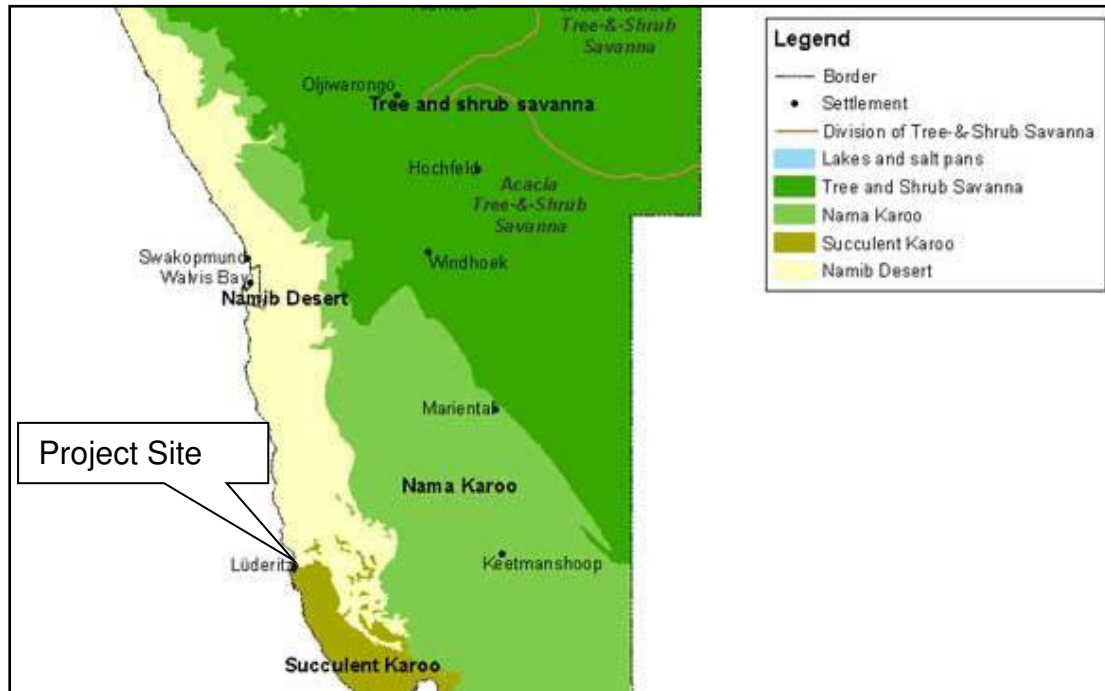 Tree-&-Shrub
Savanna
Oljiwarongo
Tree and shrub savanna
Hochfeld
Acacia
Tree-&-Shrub
Savanna
Swakopmund
Windhoek
Walvis Bay
Namib Desert
Mariental
Project Site
Nama Karoo
Lüderitz
Keetmanshoop
Succulent Karoo
Legend
Border
Settlement
Division of Tree-&-Shrub Savanna
Lakes and salt pans
Tree and Shrub Savanna
Nama Karoo
Succulent Karoo
Namib Desert